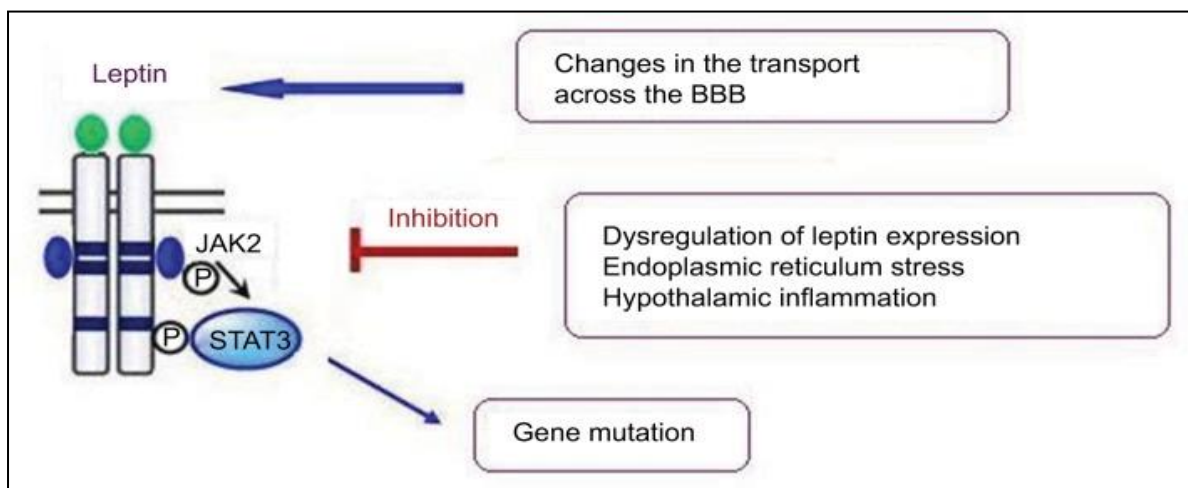 Leptin
Changes in the transport
across the BBB
Inhibition
JAK2
P
P
STAT3
Dysregulation of leptin expression
Endoplasmic reticulum stress
Hypothalamic inflammation
Gene mutation